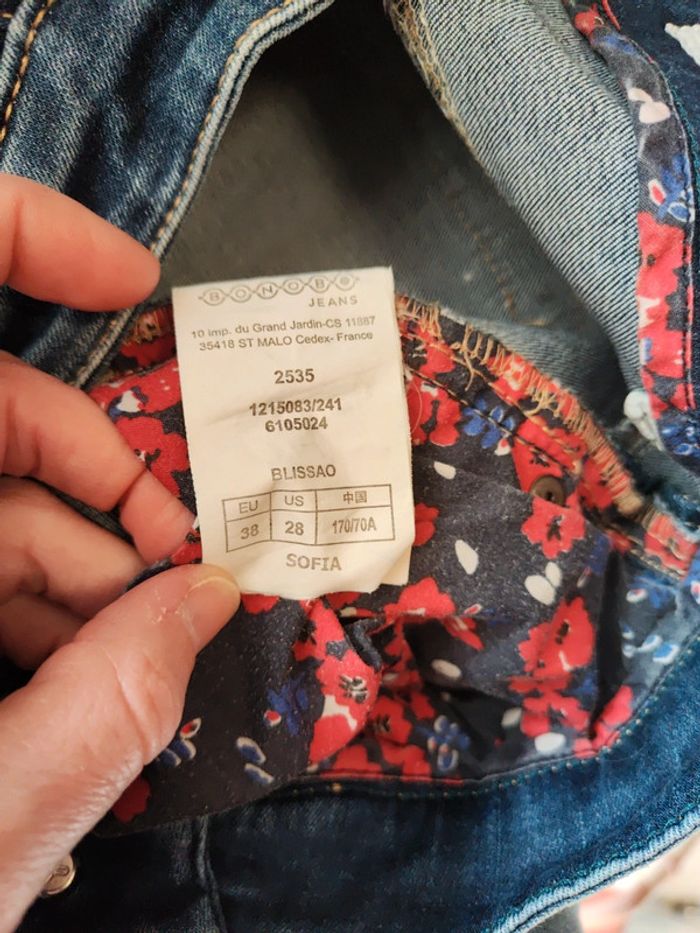 BONOBO
JEANS
10 imp. du Grand Jardin-CS 11887
35418 ST MALO Cedex- France
2535
1215083/241
6105024
BLISSAO
EU US 中国
38 28 170/70A
SOFIA